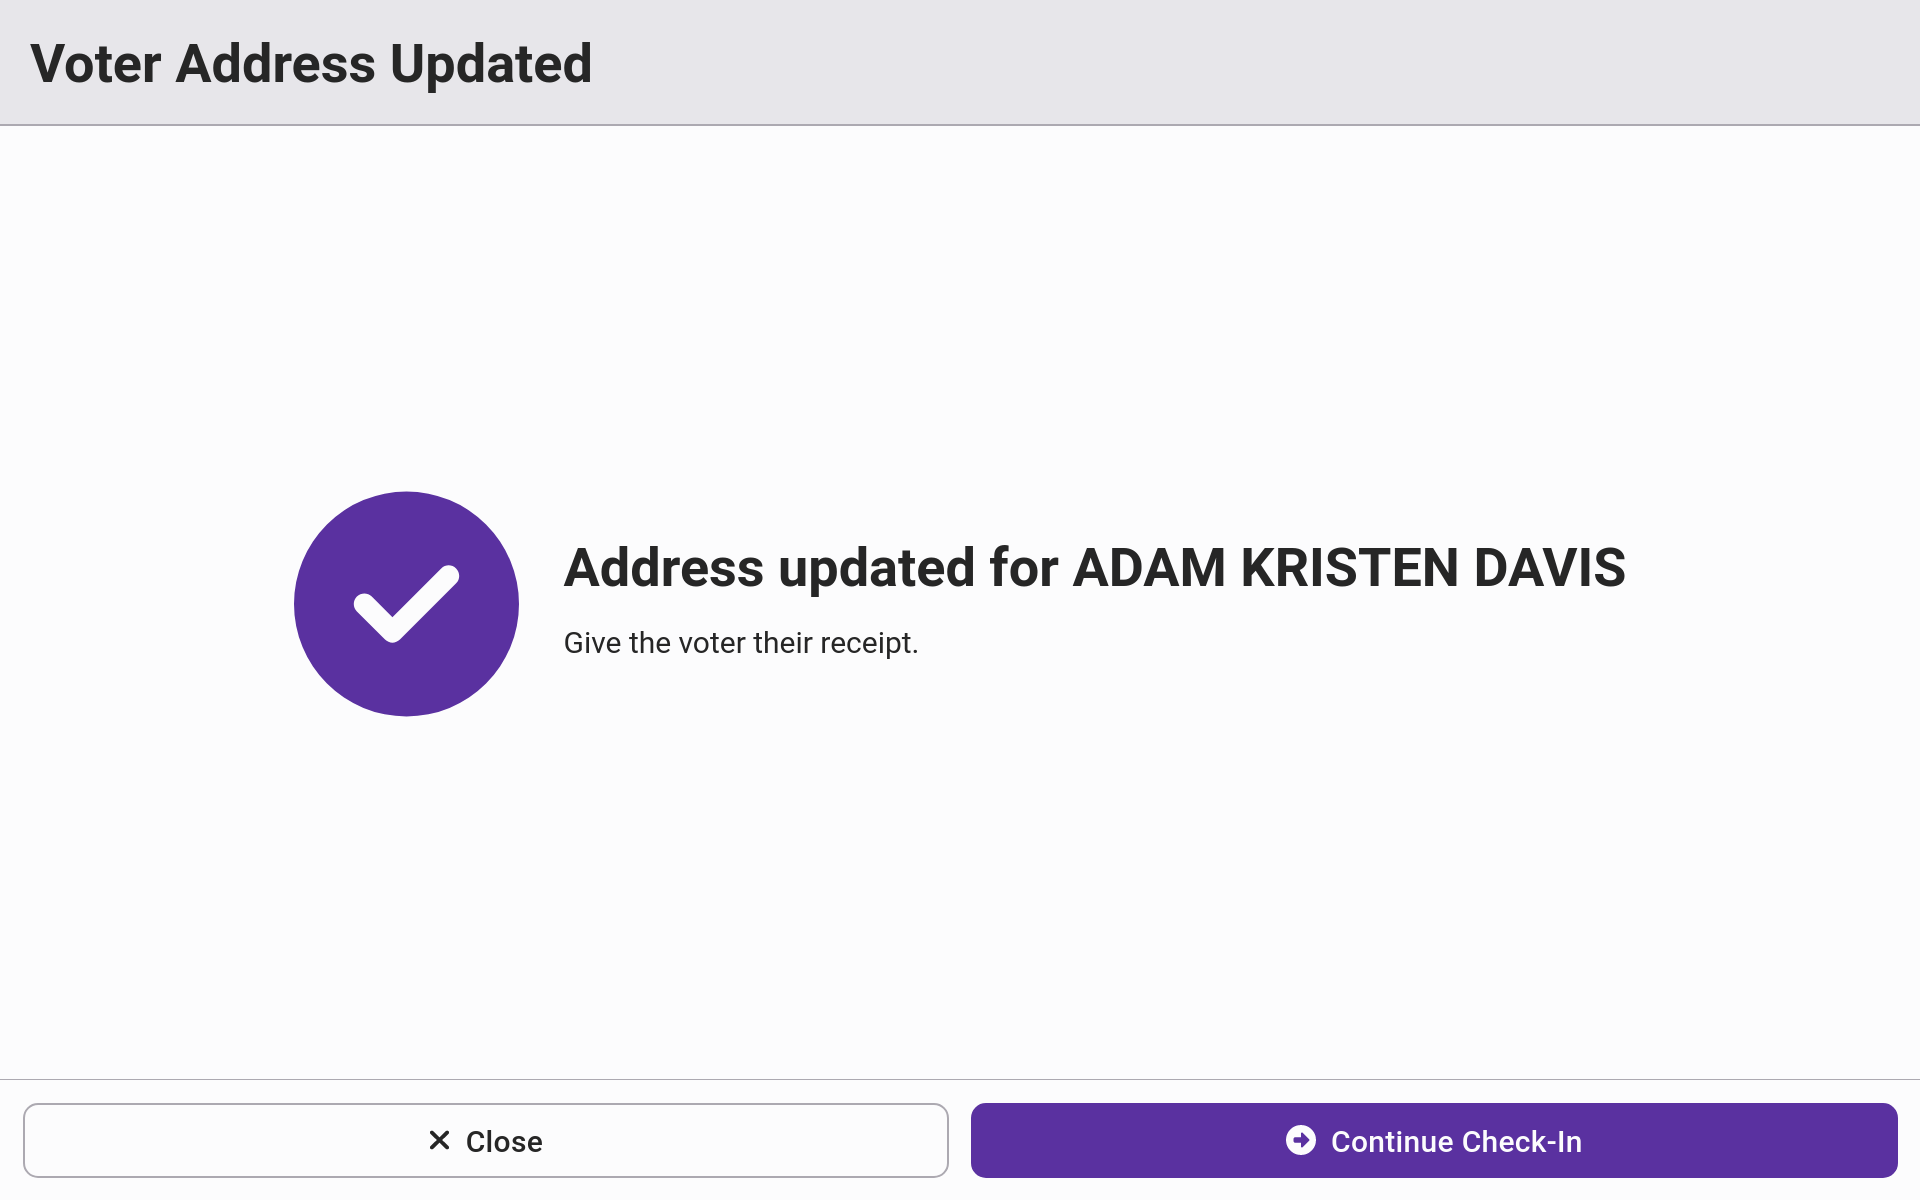 Voter Address Updated
Address updated for ADAM KRISTEN DAVIS
Give the voter their receipt.
Close
Continue Check-In